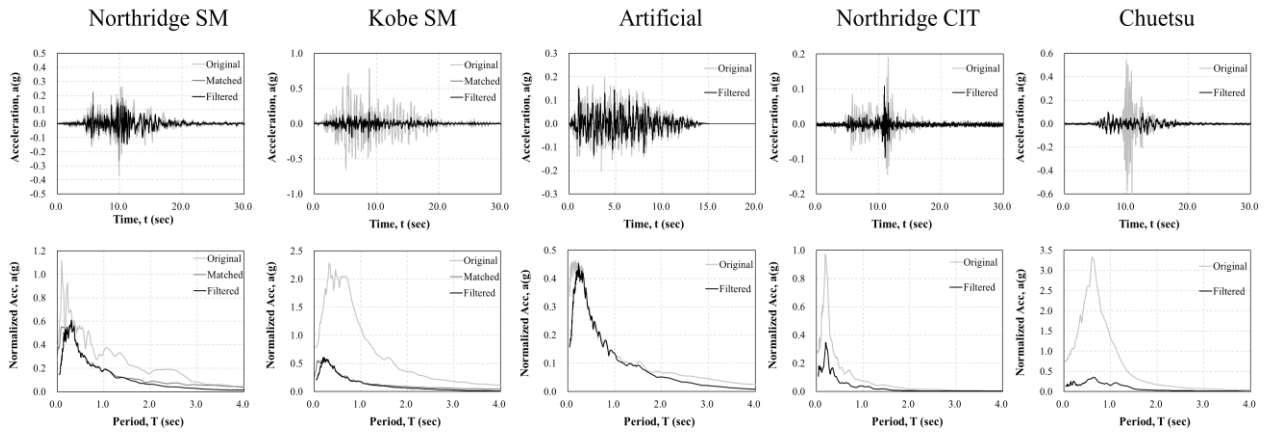 Northridge SM
Kobe SM
Artificial
Northridge CIT
Chuetsu
Acceleration, a(g)
0.5
0.4
0.3
0.2
0.1
0.0
-0.1
-0.2
-0.3
-0.4
-0.5
Original
Matched
Filtered
0.0 10.0 20.0 30.0
Time, t (sec)
Acceleration, a(g)
1.0
0.5
0.0
-0.5
-1.0
Original
Matched
Filtered
0.0 10.0 20.0 30.0
Time, t (sec)
Acceleration, a(g)
0.3
0.2
0.1
0.0
-0.1
-0.2
-0.3
Original
Filtered
0.0 5.0 10.0 15.0 20.0
Time, t (sec)
Acceleration, a(g)
0.2
0.1
0.0
-0.1
-0.2
Original
Filtered
0.0 10.0 20.0 30.0
Time, t (sec)
Acceleration, a(g)
0.6
0.4
0.2
0.0
-0.2
-0.4
-0.6
Original
Filtered
0.0 10.0 20.0 30.0
Time, t (sec)
Normalized Acc, a(g)
1.2
1.0
0.8
0.6
0.4
0.2
0.0
Original
Matched
Filtered
0.0 1.0 2.0 3.0 4.0
Period, T (sec)
Normalized Acc, a(g)
2.5
2.0
1.5
1.0
0.5
0.0
Original
Matched
Filtered
0.0 1.0 2.0 3.0 4.0
Period, T (sec)
Normalized Acc, a(g)
0.5
0.4
0.3
0.2
0.1
0.0
Original
Filtered
0.0 1.0 2.0 3.0 4.0
Period, T (sec)
Normalized Acc, a(g)
1.0
0.8
0.6
0.4
0.2
0.0
Original
Filtered
0.0 1.0 2.0 3.0 4.0
Period, T (sec)
Normalized Acc, a(g)
3.5
3.0
2.5
2.0
1.5
1.0
0.5
0.0
Original
Filtered
0.0 1.0 2.0 3.0 4.0
Period, T (sec)